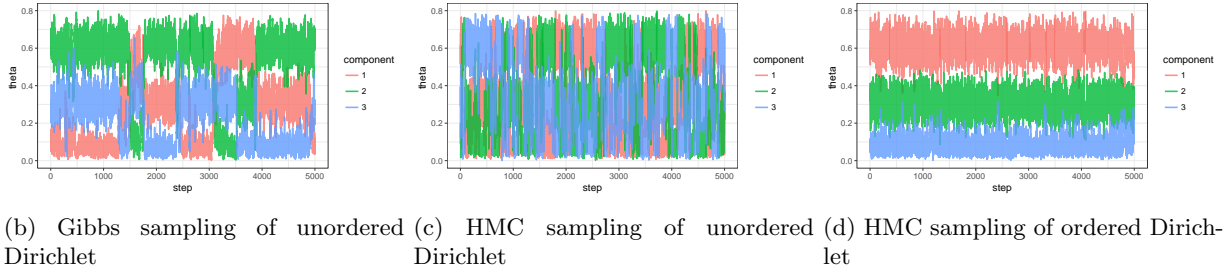 0.8
0.6
0.4
0.2
0.0
theta
0
1000
2000
3000
4000
5000
step
component
1
2
3
0.8
0.6
0.4
0.2
0.0
theta
0
1000
2000
3000
4000
5000
step
component
1
2
3
0.8
0.6
0.4
0.2
0.0
theta
0
1000
2000
3000
4000
5000
step
component
1
2
3
(b) Gibbs sampling of unordered
Dirichlet
(c) HMC sampling of unordered
Dirichlet
(d) HMC sampling of ordered Dirich-
let